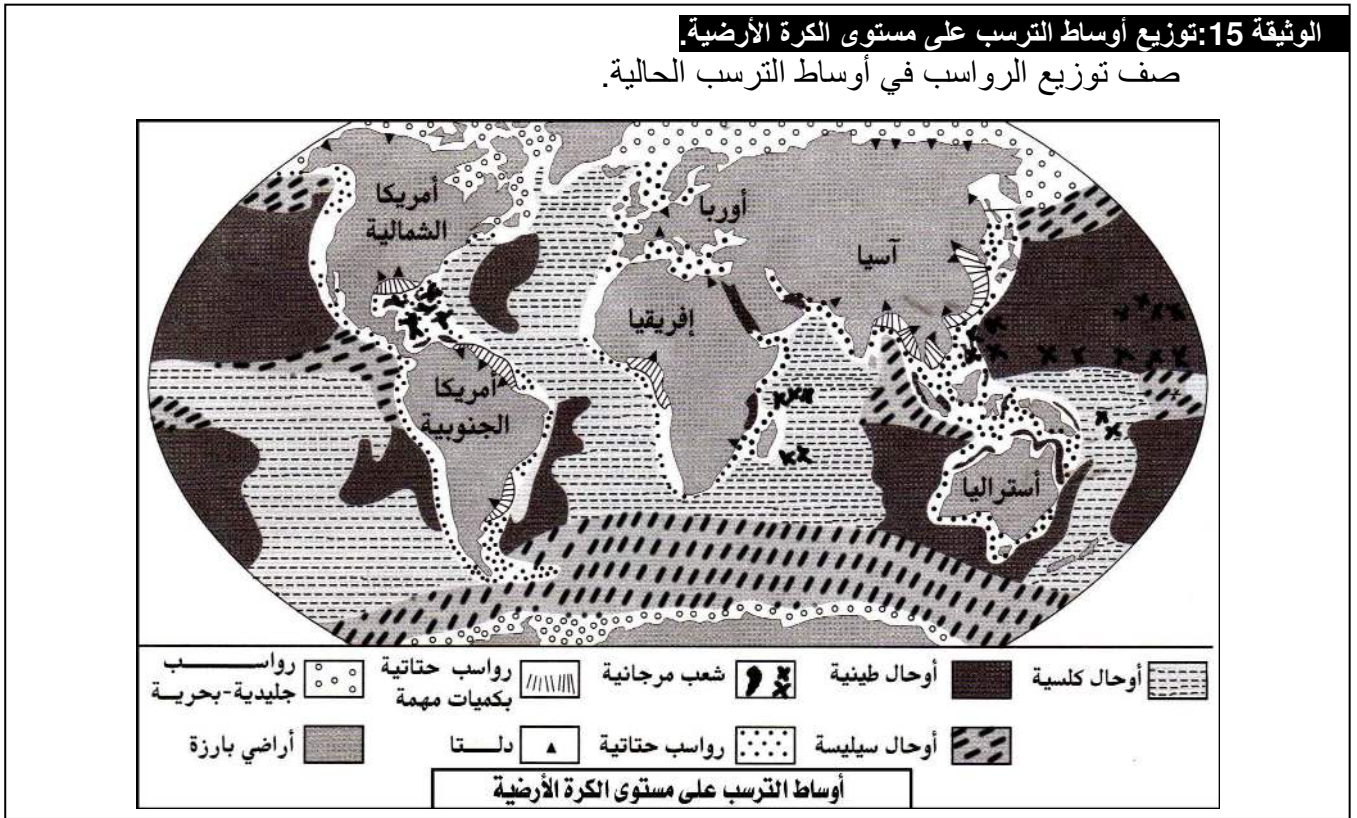 الوثيقة 15:توزيع أوساط الترسب على مستوى الكرة الأرضية.
صف توزيع الرواسب في أوساط الترسب الحالية.
أمريكا
الشمالية
أوربا
آسيا
إفريقيا
أمريكا
الجنوبية
أستراليا
أوحال كلسية
أوحال طينية
شعب مرجانية
رواسب حتاتية
بكميات مهمة
رواسب
جليدية-بحرية
أوحال سيليسة
رواسب حتاتية
دلتا
أراضي بارزة
أوساط الترسب على مستوى الكرة الأرضية